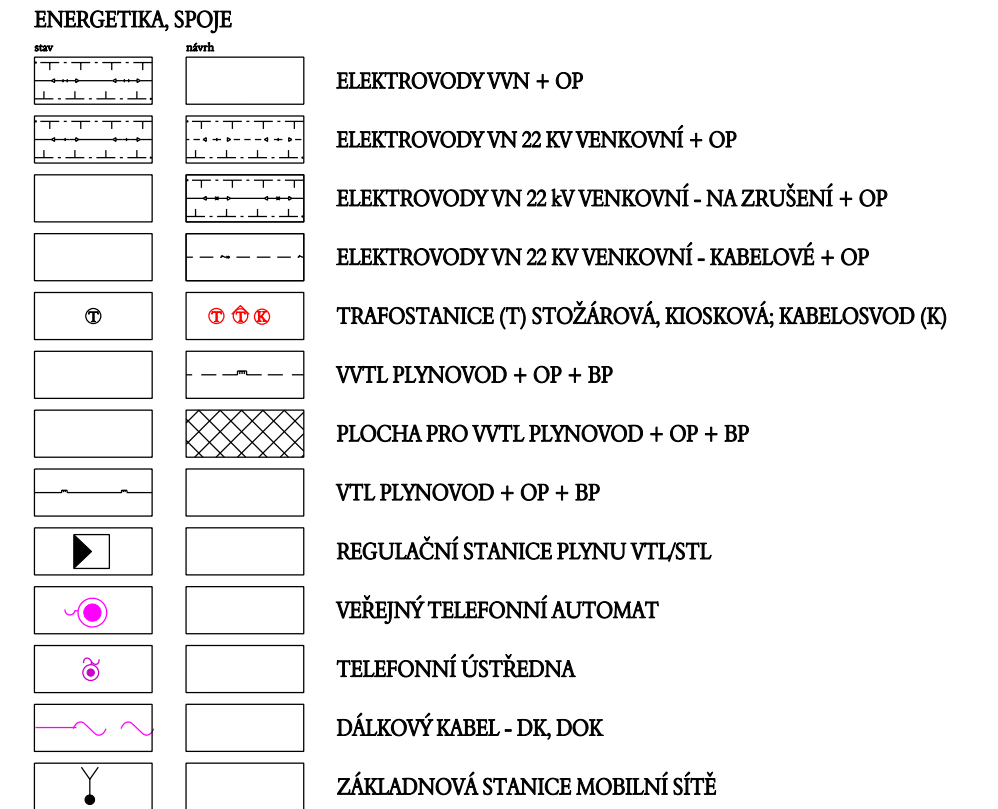 ENERGETIKA, SPOJE
stav návrh
ELEKTROVODY VVN + OP
ELEKTROVODY VN 22 KV VENKOVNÍ + OP
ELEKTROVODY VN 22 kV VENKOVNÍ - NA ZRUŠENÍ + OP
ELEKTROVODY VN 22 KV VENKOVNÍ - KABELOVÉ + OP
T T T K TRAFOSTANICE (T) STOŽÁROVÁ, KIOSKOVÁ; KABELOSVOD (K)
VVTL PLYNOVOD + OP + BP
PLOCHA PRO VVTL PLYNOVOD + OP + BP
VTL PLYNOVOD + OP + BP
REGULAČNÍ STANICE PLYNU VTL/STL
VEŘEJNÝ TELEFONNÍ AUTOMAT
TELEFONNÍ ÚSTŘEDNA
DÁLKOVÝ KABEL - DK, DOK
ZÁKLADNOVÁ STANICE MOBILNÍ SÍTĚ